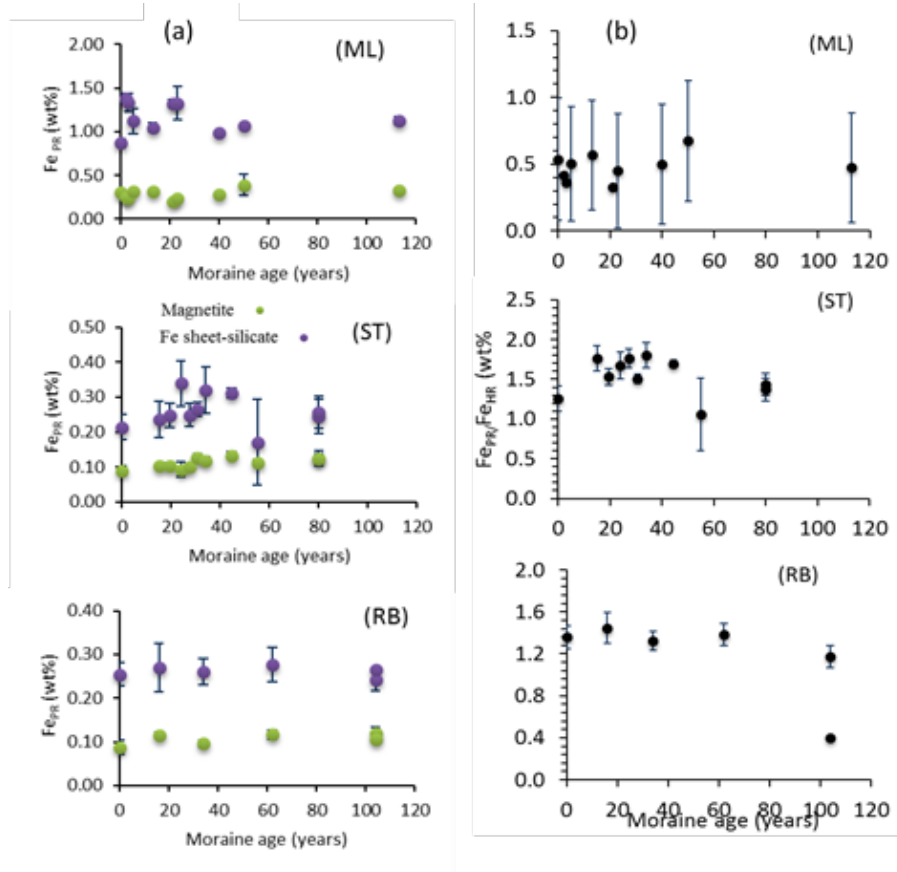 (a)
(ML)
Fe PR (wt%)
2.00
1.50
1.00
0.50
0.00
0 20 40 60 80 100 120
Moraine age (years)
Magnetite
Fe sheet-silicate
(ST)
FePR (wt%)
0.50
0.40
0.30
0.20
0.10
0.00
0 20 40 60 80 100 120
Moraine age (years)
(RB)
FePR (wt%)
0.40
0.30
0.20
0.10
0.00
0 20 40 60 80 100 120
Moraine age (years)
(b)
(ML)
1.5
1.0
0.5
0.0
0 20 40 60 80 100 120
(ST)
FePR/FeHR (wt%
2.5
2.0
1.5
1.0
0.5
0.0
0 20 40 60 80 100 120
(RB)
2.0
1.6
1.2
0.8
0.4
0.0
0 20 40 60 80 100 120
Moraine age (years)